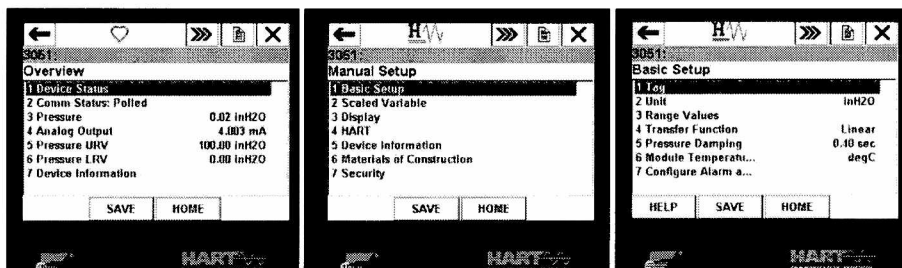 3051:
Overview
1 Device Status
2 Comm Status: Polled
3 Pressure 0.02 inH2O
4 Analog Output 4.003 mA
5 Pressure URV 100.00 inH2O
6 Pressure LRV 0.00 inH2O
7 Device Information
SAVE HOME
HART
H
3051:
Manual Setup
1 Basic Setup
2 Scaled Variable
3 Display
4 HART
5 Device Information
6 Materials of Construction
7 Security
SAVE HOME
HART
H
3051:
Basic Setup
1 Tag
2 Unit inH2O
3 Range Values
4 Transfer Function Linear
5 Pressure Damping 0.40 sec
6 Module Temperatu... degC
7 Configure Alarm a...
HELP SAVE HOME
HART